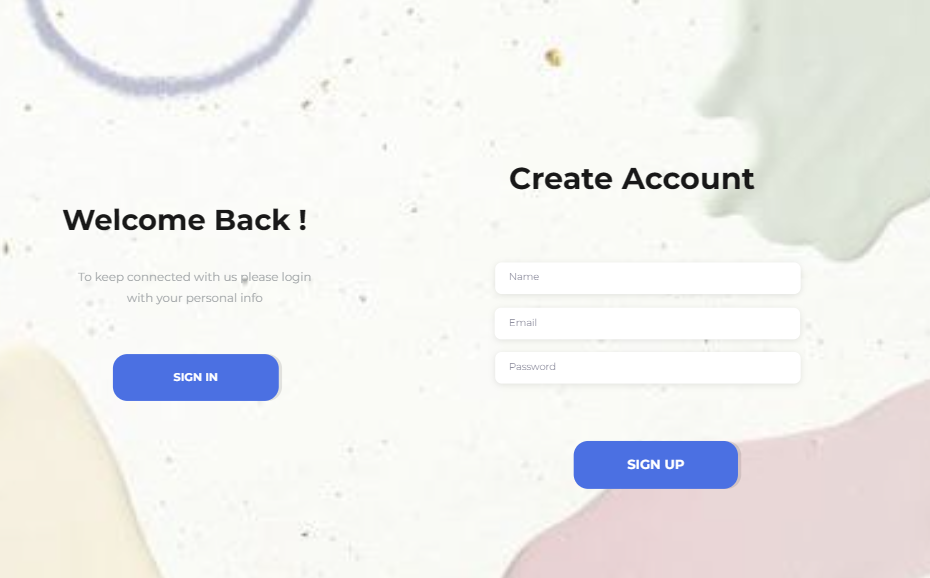 Welcome Back !
To keep connected with us please login
with your personal info
SIGN IN
Create Account
Name
Email
Password
SIGN UP